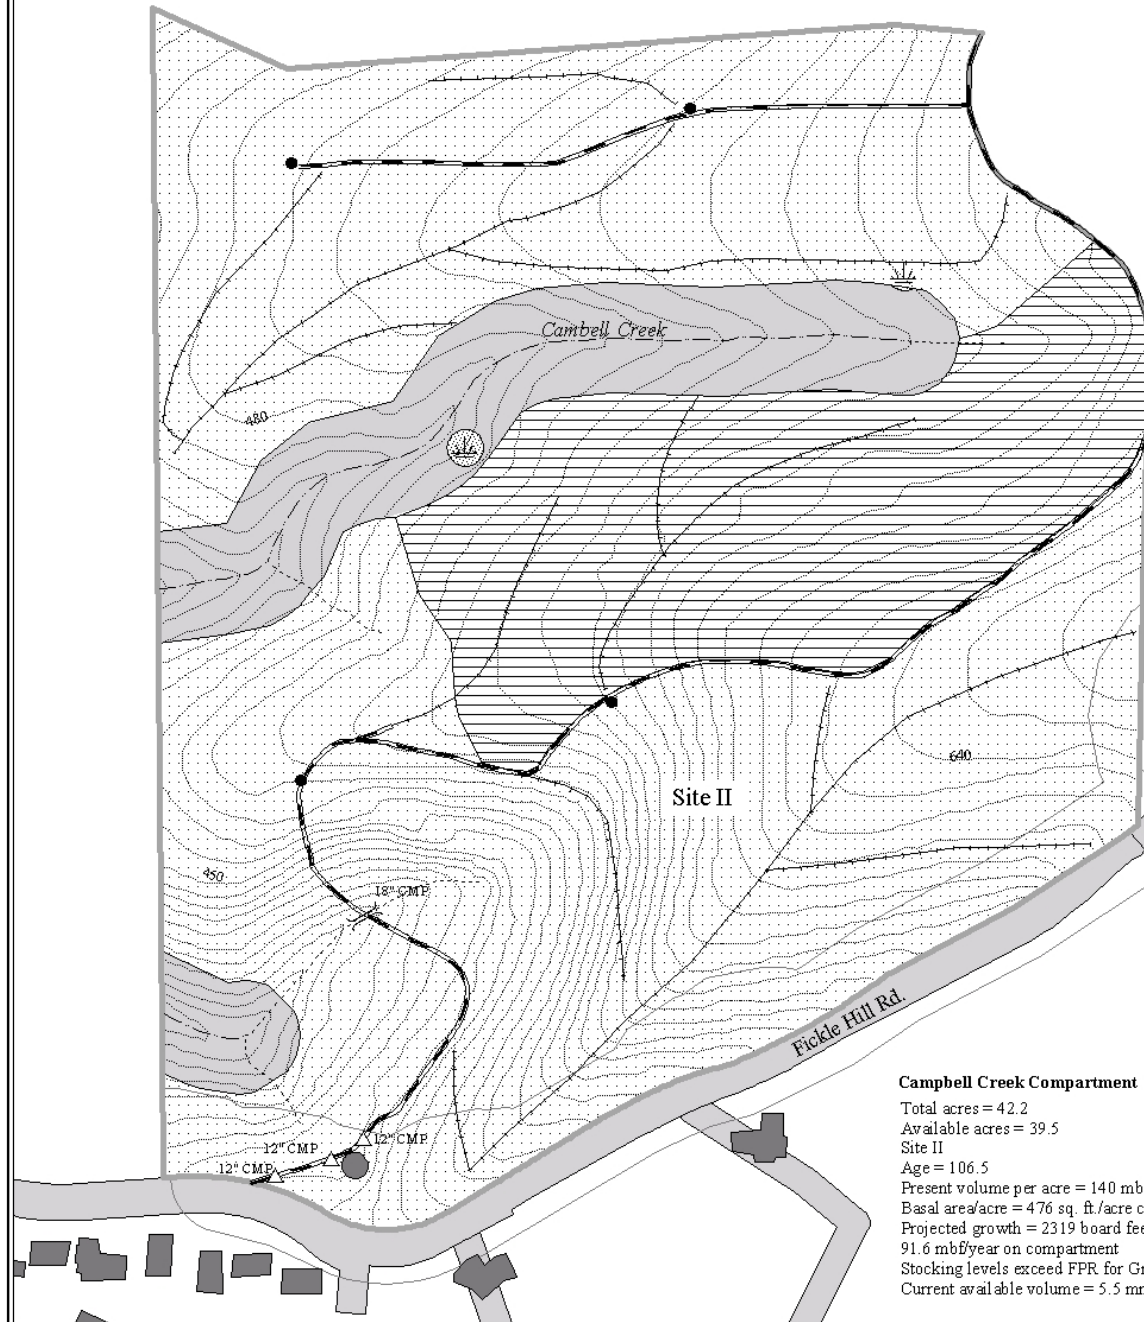 Cambell Creek
480
640
Site II
450
18" CMP
Fickle Hill Rd.
12" CMP
12" CMP
12" CMP
Campbell Creek Compartment
Total acres = 42.2
Available acres = 39.5
Site II
Age = 106.5
Present volume per acre = 140 mb
Basal area/acre = 476 sq. ft./acre c
Projected growth = 2319 board fee
91.6 mbf/year on compartment
Stocking levels exceed FPR for Gr
Current available volume = 5.5 mm